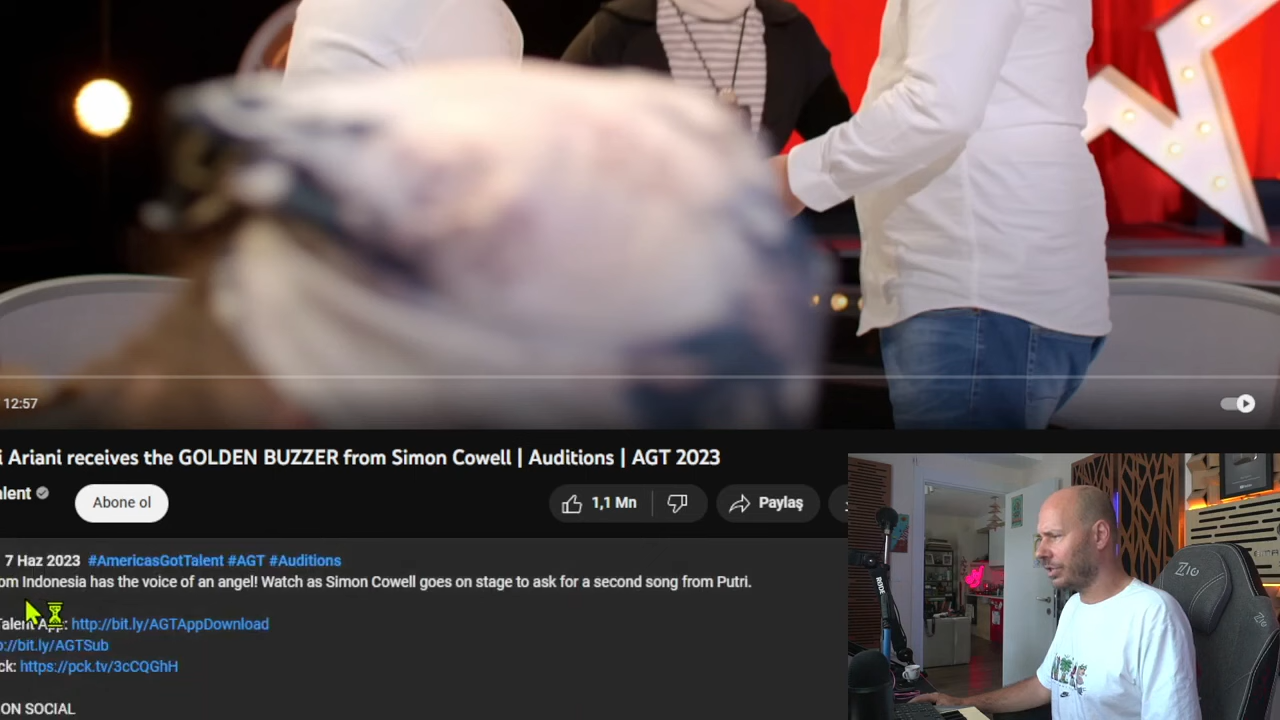 12:57
i Ariani receives the GOLDEN BUZZER from Simon Cowell | Auditions | AGT 2023
alent
Abone ol
1,1 Mn
Paylaş
7 Haz 2023 #AmericasGotTalent #AGT #Auditions
om Indonesia has the voice of an angel! Watch as Simon Cowell goes on stage to ask for a second song from Putri.
Talent App: http://bit.ly/AGTAppDownload
p://bit.ly/AGTSub
ck: https://pck.tv/3cCQGhH
ON SOCIAL
RODE